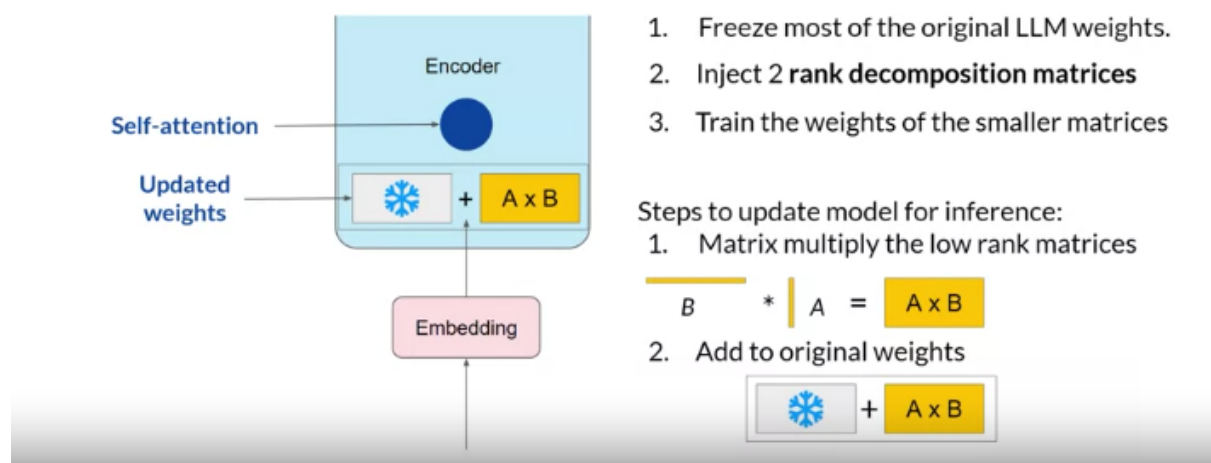 Encoder
Self-attention
Updated
weights
+ A x B
Embedding
1. Freeze most of the original LLM weights.
2. Inject 2 rank decomposition matrices
3. Train the weights of the smaller matrices
Steps to update model for inference:
1. Matrix multiply the low rank matrices
B * A = A x B
2. Add to original weights
+ A x B